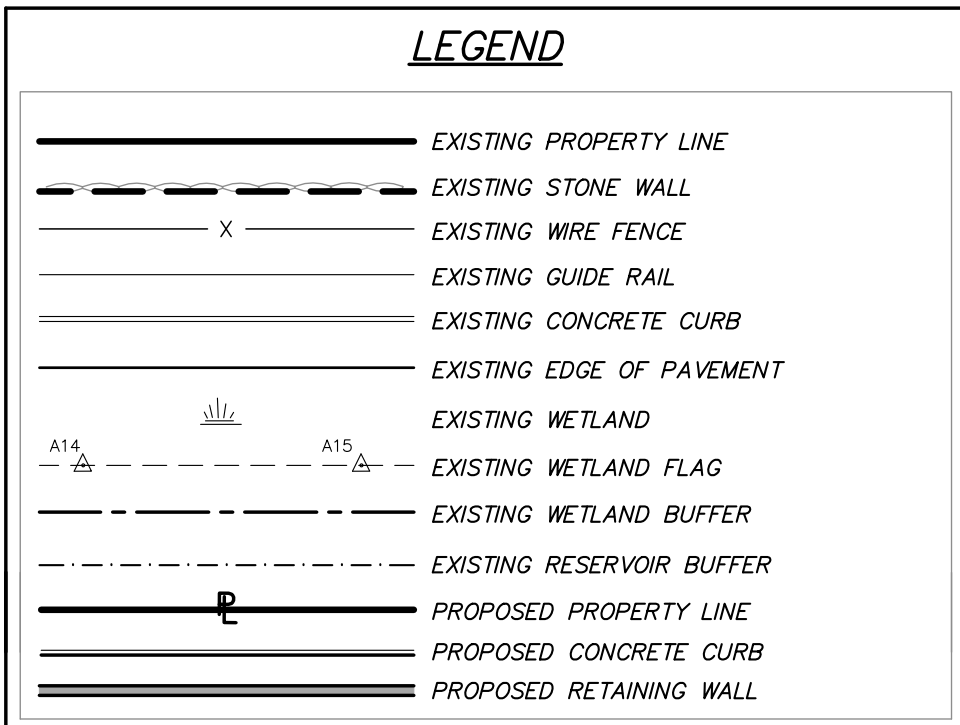 LEGEND
EXISTING PROPERTY LINE
EXISTING STONE WALL
X EXISTING WIRE FENCE
EXISTING GUIDE RAIL
EXISTING CONCRETE CURB
EXISTING EDGE OF PAVEMENT
EXISTING WETLAND
A14 A15
EXISTING WETLAND FLAG
EXISTING WETLAND BUFFER
EXISTING RESERVOIR BUFFER
PL PROPOSED PROPERTY LINE
PROPOSED CONCRETE CURB
PROPOSED RETAINING WALL